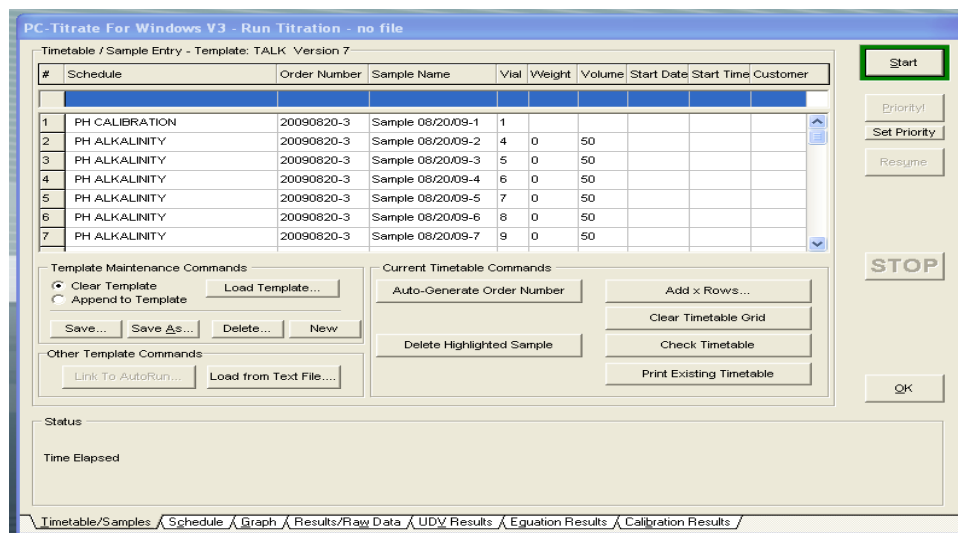 PC-Titrate For Windows V3 - Run Titration - no file
Timetable / Sample Entry - Template: TALK Version 7
# Schedule Order Number Sample Name Vial Weight Volume Start Date Start Time Customer
1 PH CALIBRATION 20090820-3 Sample 08/20/09-1 1
2 PH ALKALINITY 20090820-3 Sample 08/20/09-2 4 0 50
3 PH ALKALINITY 20090820-3 Sample 08/20/09-3 5 0 50
4 PH ALKALINITY 20090820-3 Sample 08/20/09-4 6 0 50
5 PH ALKALINITY 20090820-3 Sample 08/20/09-5 7 0 50
6 PH ALKALINITY 20090820-3 Sample 08/20/09-6 8 0 50
7 PH ALKALINITY 20090820-3 Sample 08/20/09-7 9 0 50
Start
Priority!
Set Priority
Resume
STOP
OK
Template Maintenance Commands
Clear Template
Append to Template
Load Template...
Save... Save As... Delete... New
Other Template Commands
Link To AutoRun... Load from Text File....
Current Timetable Commands
Auto-Generate Order Number
Delete Highlighted Sample
Add x Rows...
Clear Timetable Grid
Check Timetable
Print Existing Timetable
Status
Time Elapsed
Timetable/Samples Schedule Graph Results/Raw Data UDV Results Equation Results Calibration Results